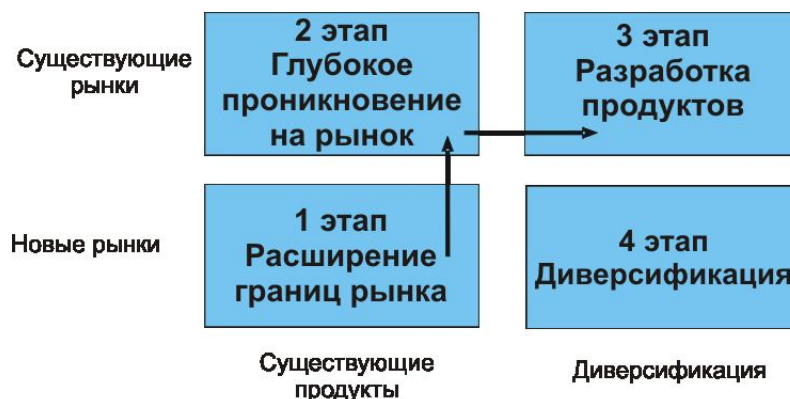 Существующие
рынки
2 этап
Глубокое
проникновение
на рынок
3 этап
Разработка
продуктов
Новые рынки
1 этап
Расширение
границ рынка
4 этап
Диверсификация
Существующие
продукты
Диверсификация